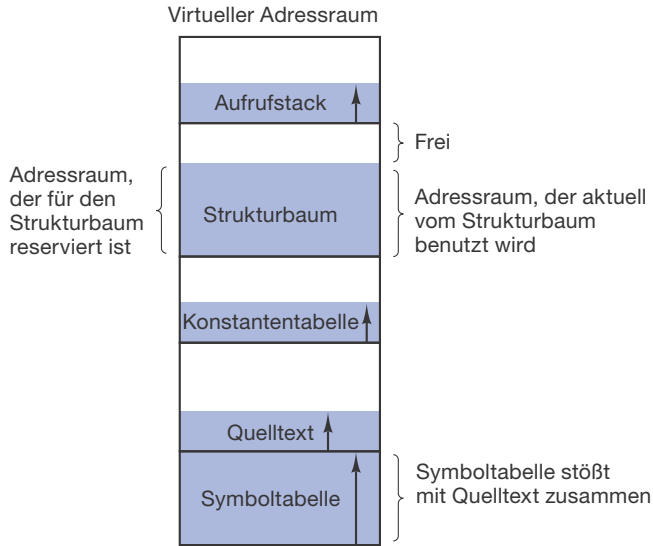 Virtueller Adressraum
Aufrufstack
Frei
Adressraum,
der für den
Strukturbaum
reserviert ist
Strukturbaum
Adressraum, der aktuell
vom Strukturbaum
benutzt wird
Konstantentabelle
Quelltext
Symboltabelle
Symboltabelle stößt
mit Quelltext zusammen